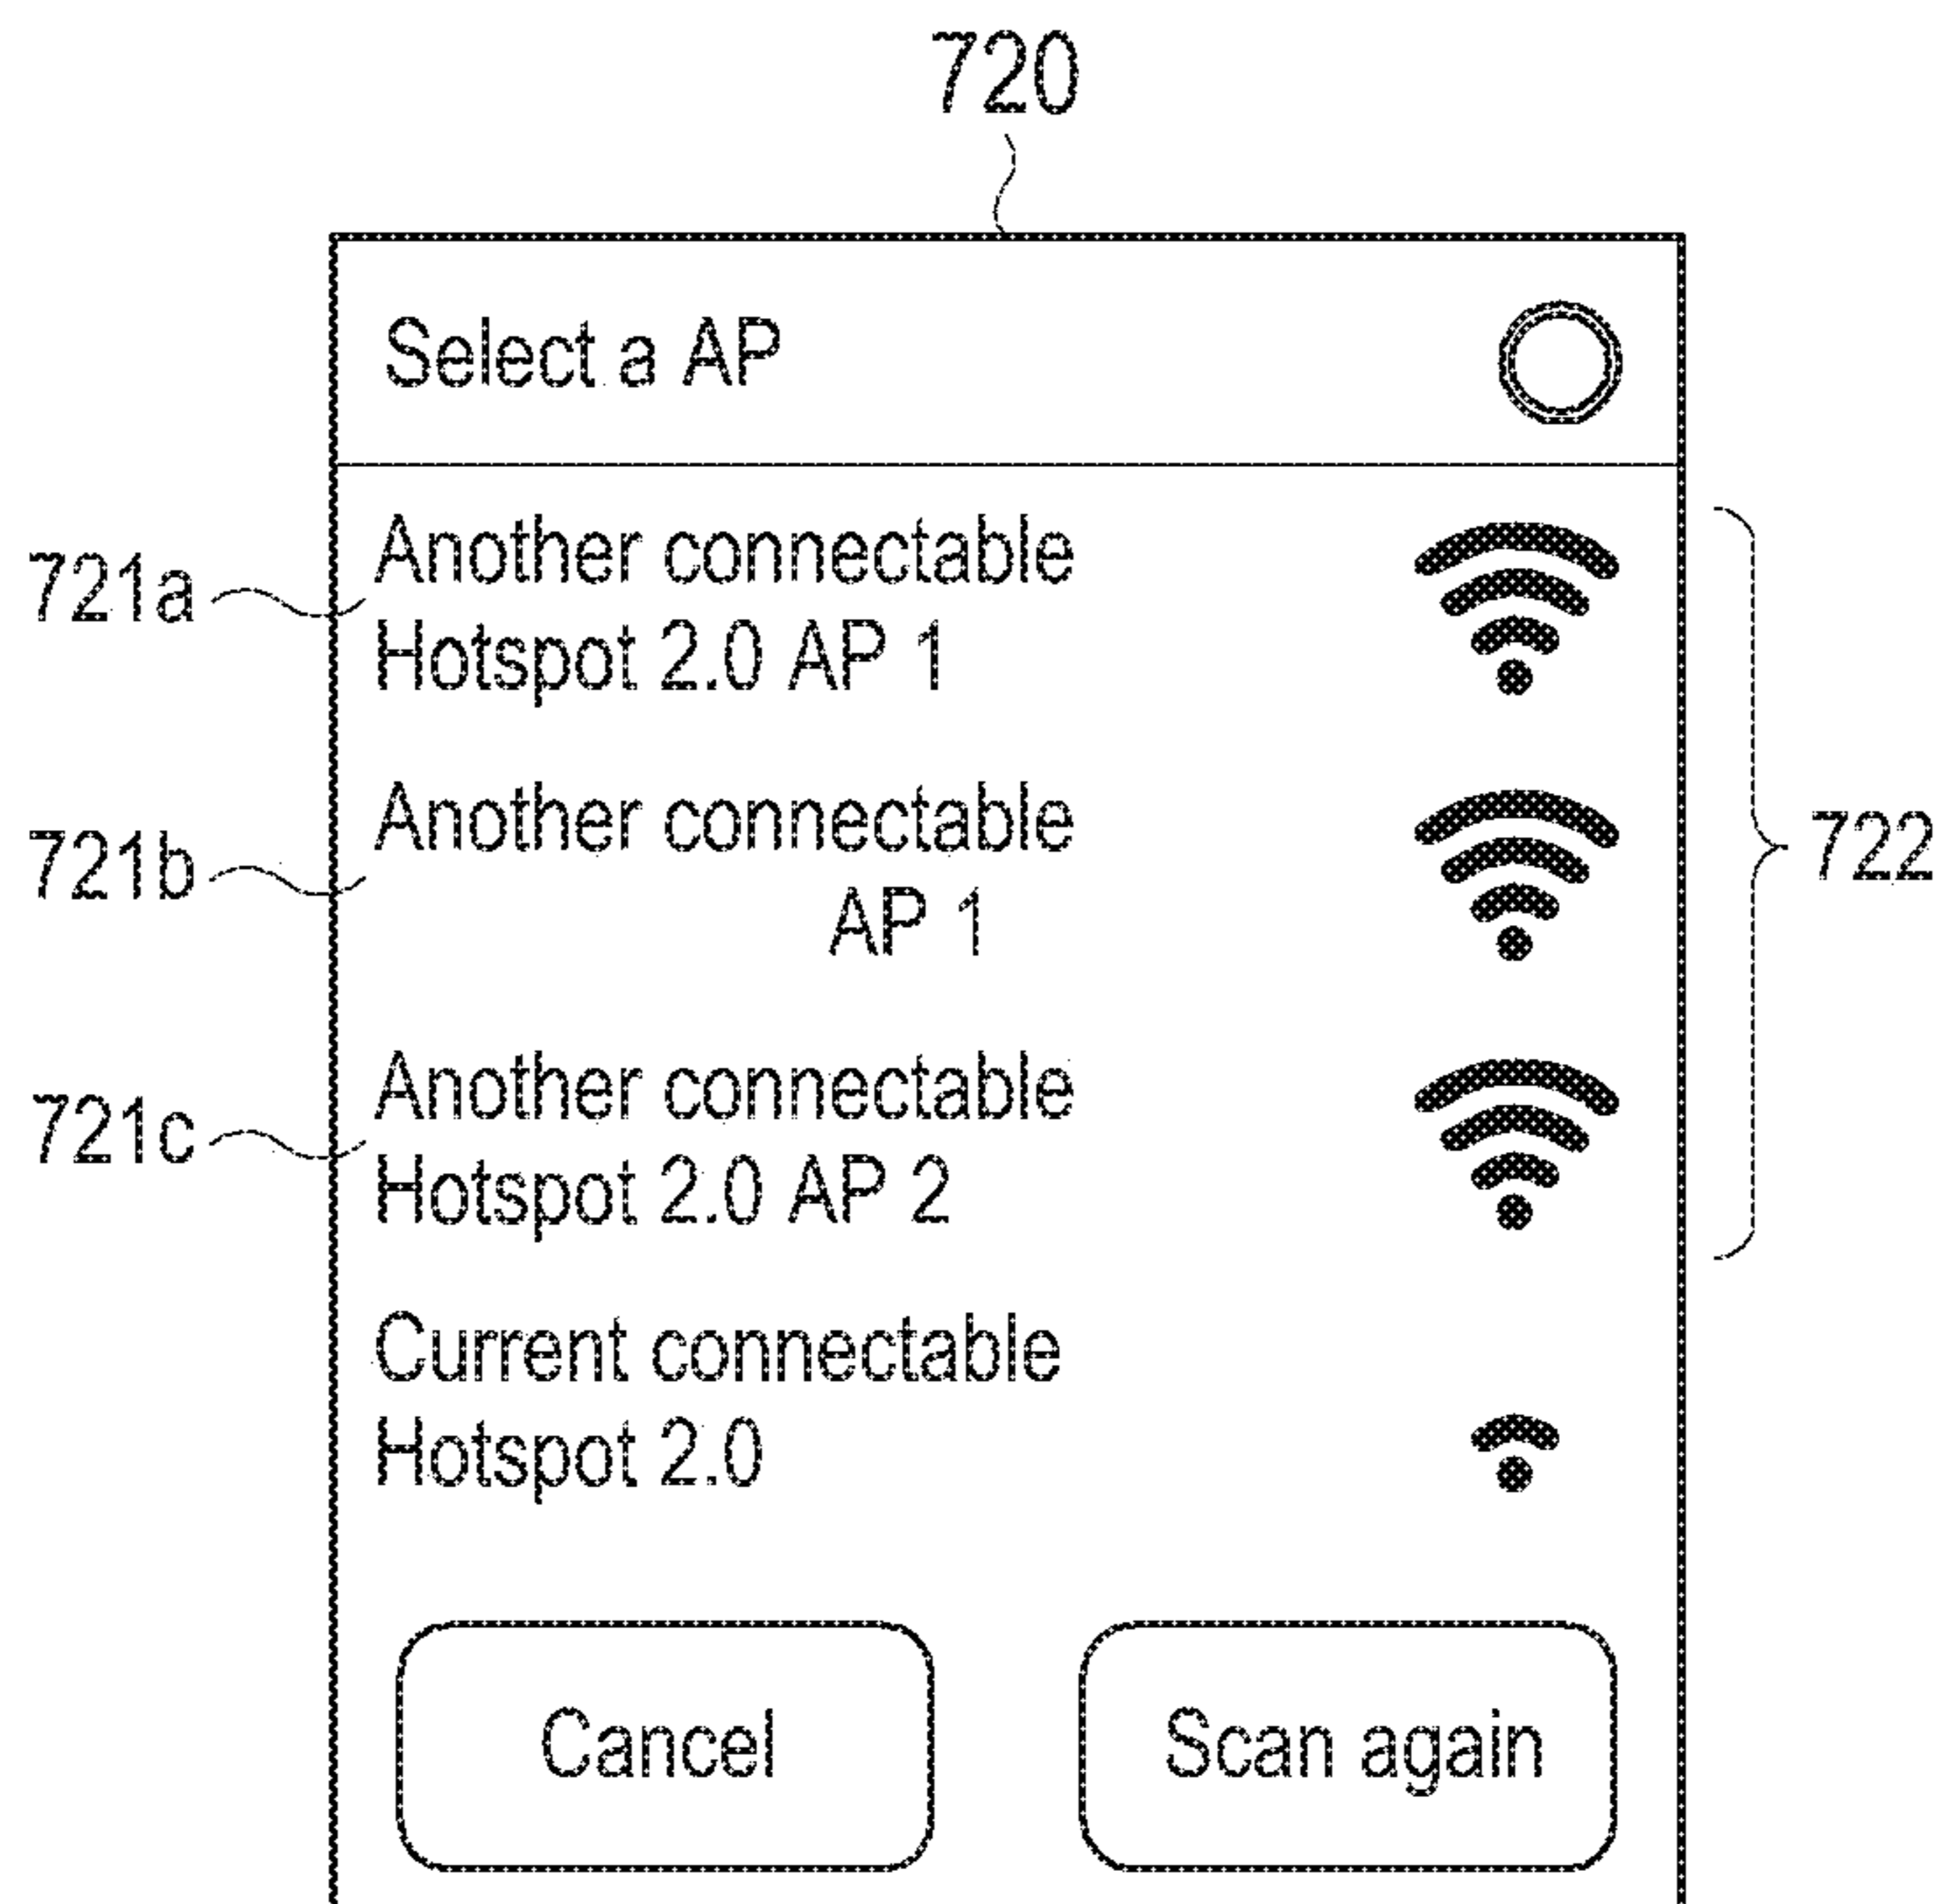 720
Select a AP
721a
Another connectable
Hotspot 2.0 AP 1
721b
Another connectable
AP 1
722
721c
Another connectable
Hotspot 2.0 AP 2
Current connectable
Hotspot 2.0
Cancel
Scan again